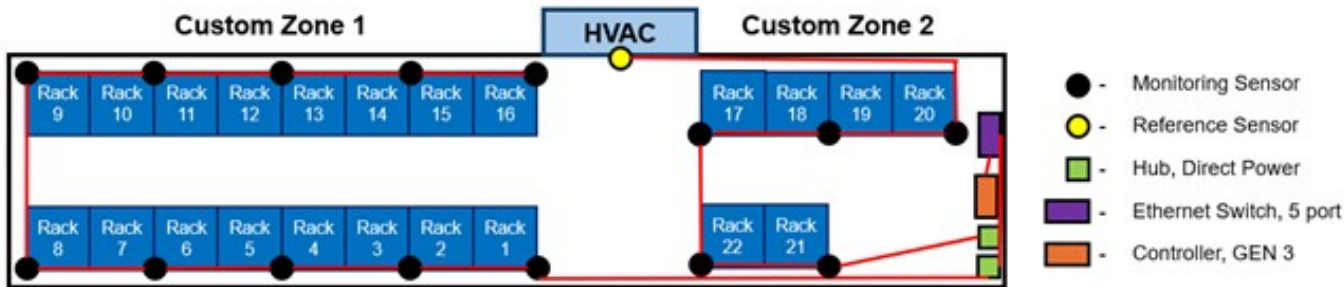 Custom Zone 1
HVAC
Custom Zone 2
Rack
9
Rack
10
Rack
11
Rack
12
Rack
13
Rack
14
Rack
15
Rack
16
Rack
17
Rack
18
Rack
19
Rack
20
Rack
8
Rack
7
Rack
6
Rack
5
Rack
4
Rack
3
Rack
2
Rack
1
Rack
22
Rack
21
- Monitoring Sensor
- Reference Sensor
- Hub, Direct Power
- Ethernet Switch, 5 port
- Controller, GEN 3